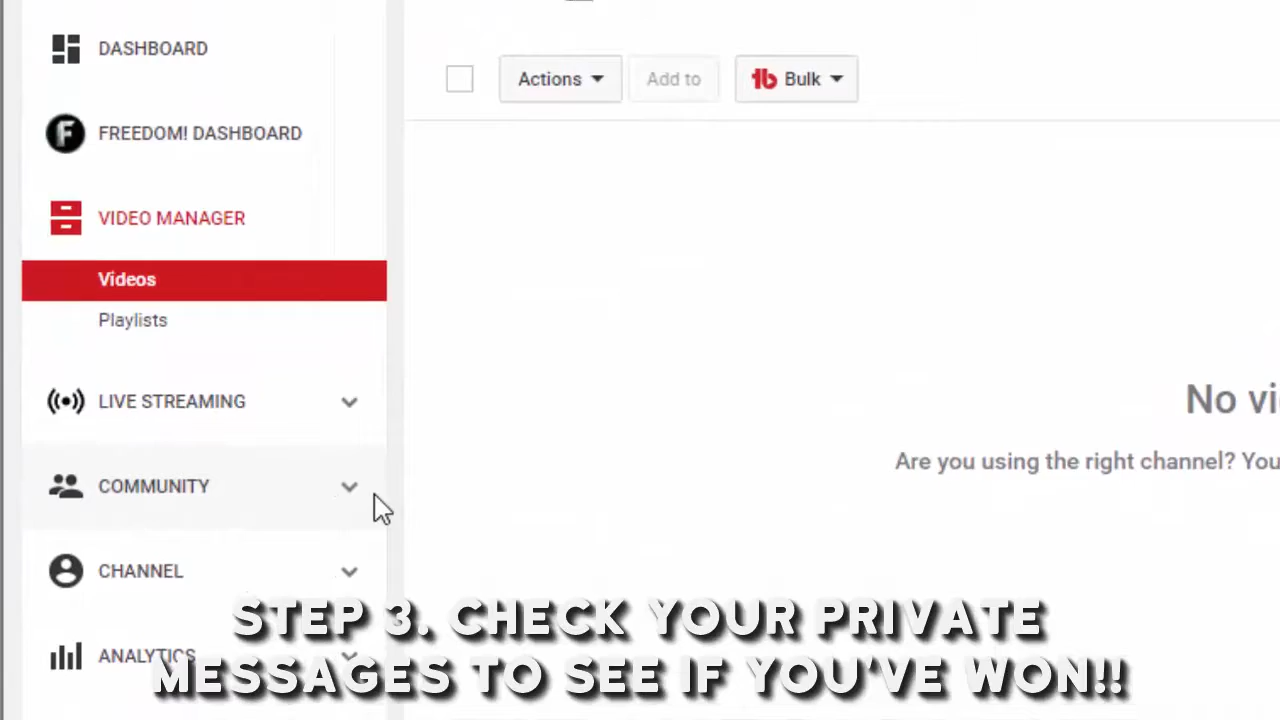 DASHBOARD
Actions
Add to
Bulk
FREEDOM! DASHBOARD
VIDEO MANAGER
Videos
Playlists
LIVE STREAMING
No vi
Are you using the right channel? You
COMMUNITY
CHANNEL
ANALYTICS
STEP 3. CHECK YOUR PRIVATE
MESSAGES TO SEE IF YOU'VE WON!!